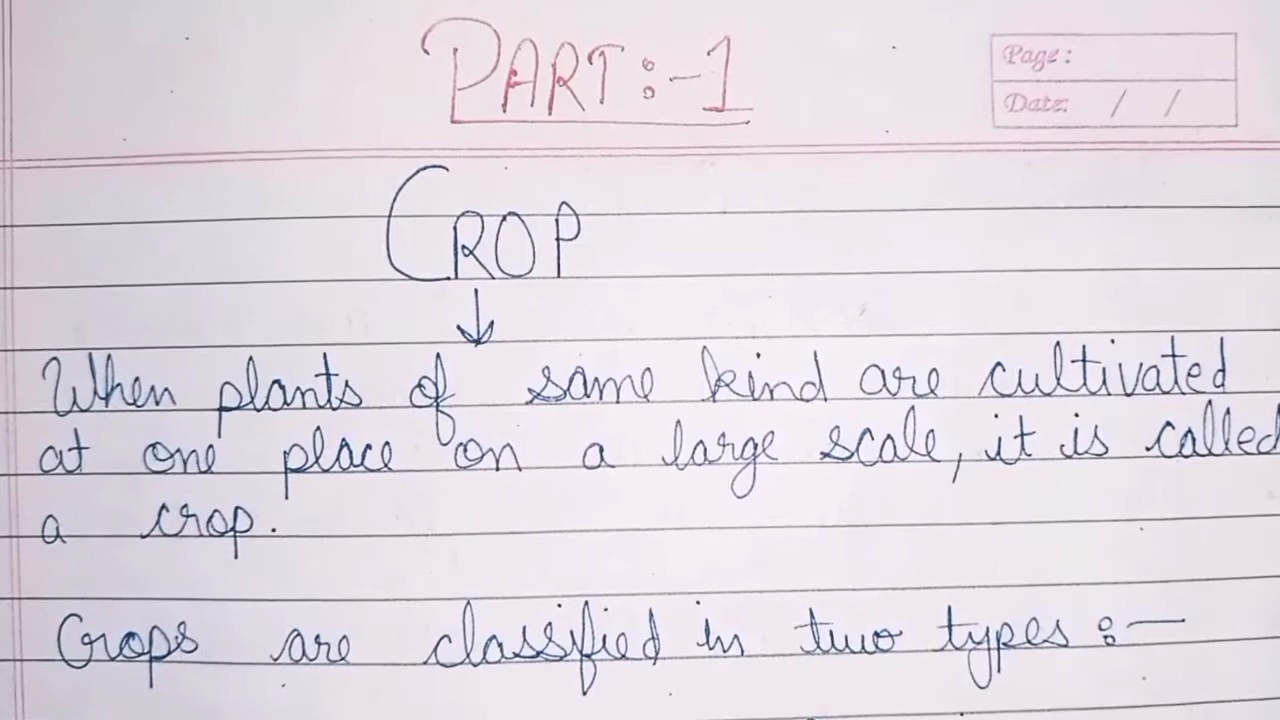 PART:-1
Page:
Date: / /
CROP
↓
When plants of same kind are cultivated
at one place on a large scale, it is called
a crop.
Crops are classified in two types :—